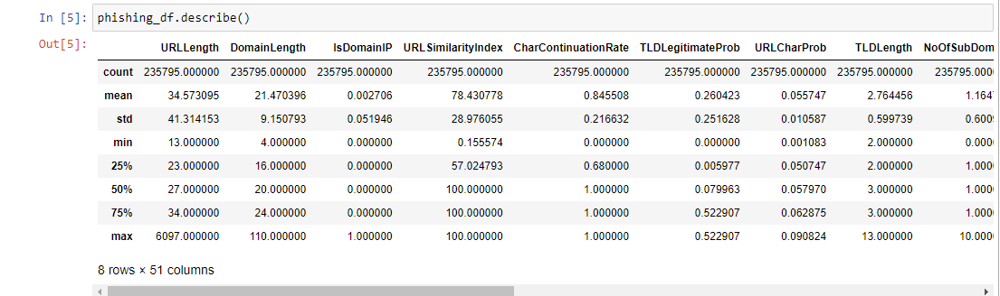 In [5]: phishing_df.describe()
Out[5]:
URLLength DomainLength IsDomainIP URLSimilarityIndex CharContinuationRate TLDLegitimateProb URLCharProb TLDLength NoOfSubDom
count 235795.000000 235795.000000 235795.000000 235795.000000 235795.000000 235795.000000 235795.000000 235795.000000 235795.000
mean 34.573095 21.470396 0.002706 78.430778 0.845508 0.260423 0.055747 2.764456 1.164
std 41.314153 9.150793 0.051946 28.976055 0.216632 0.251628 0.010587 0.599739 0.600
min 13.000000 4.000000 0.000000 0.155574 0.000000 0.000000 0.001083 2.000000 0.000
25% 23.000000 16.000000 0.000000 57.024793 0.680000 0.005977 0.050747 2.000000 1.000
50% 27.000000 20.000000 0.000000 100.000000 1.000000 0.079963 0.057970 3.000000 1.000
75% 34.000000 24.000000 0.000000 100.000000 1.000000 0.522907 0.062875 3.000000 1.000
max 6097.000000 110.000000 1.000000 100.000000 1.000000 0.522907 0.090824 13.000000 10.000
8 rows × 51 columns